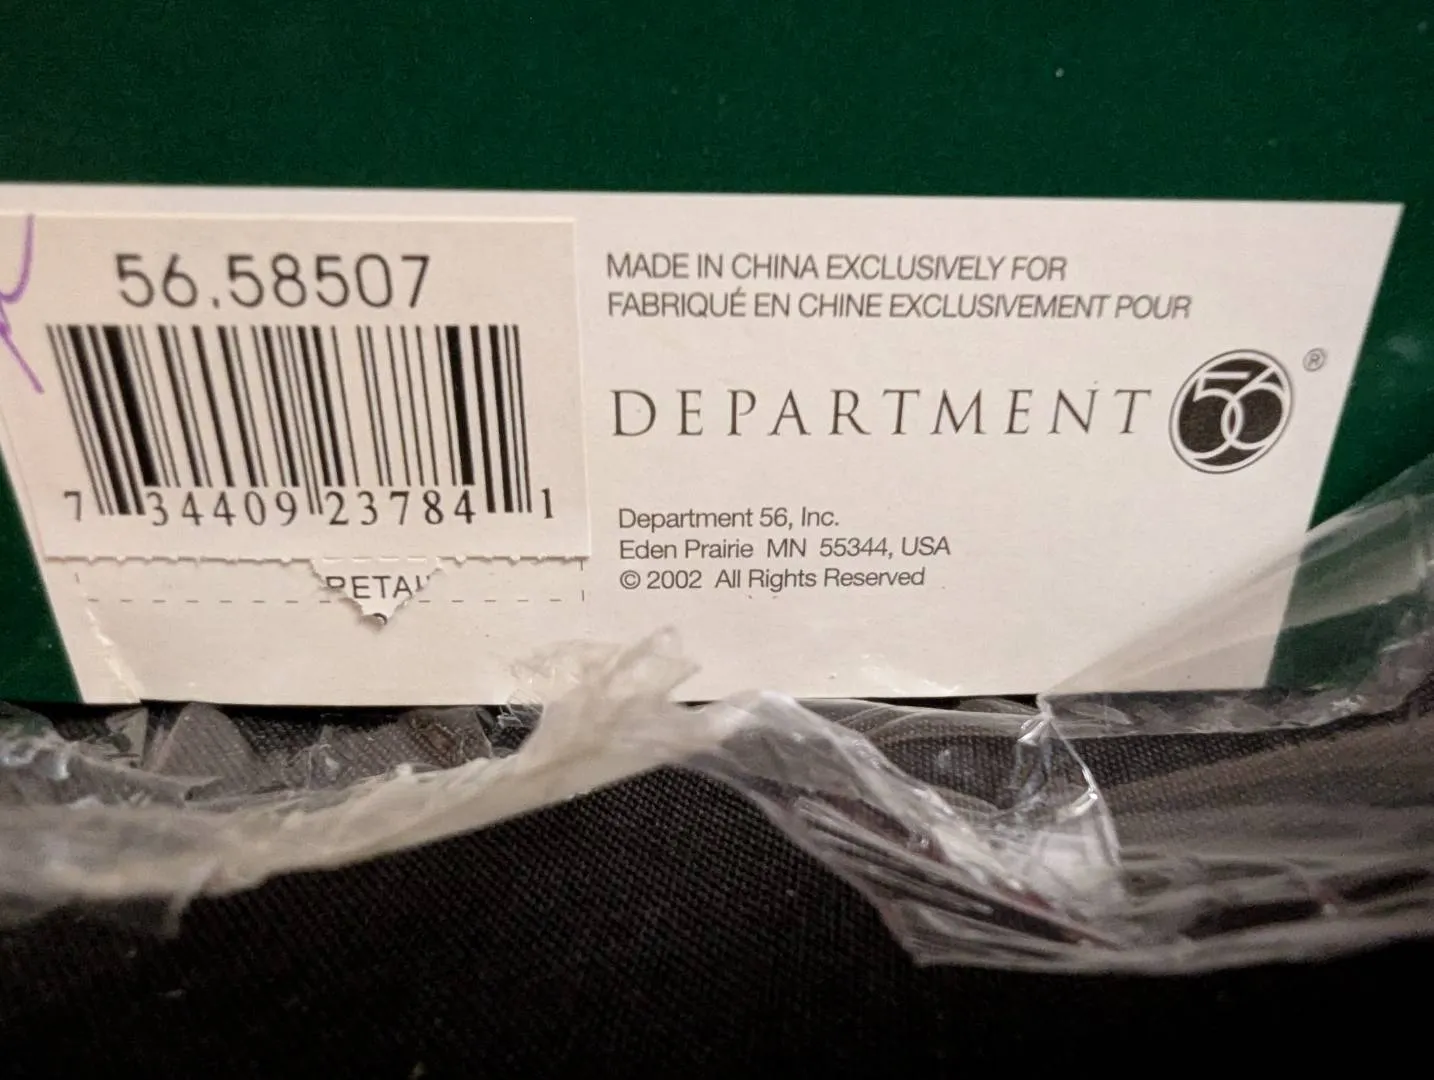 56.58507
7 34409 23784 1
RETAIL
MADE IN CHINA EXCLUSIVELY FOR
FABRIQUÉ EN CHINE EXCLUSIVEMENT POUR
DEPARTMENT 56 ®
Department 56, Inc.
Eden Prairie MN 55344, USA
© 2002 All Rights Reserved